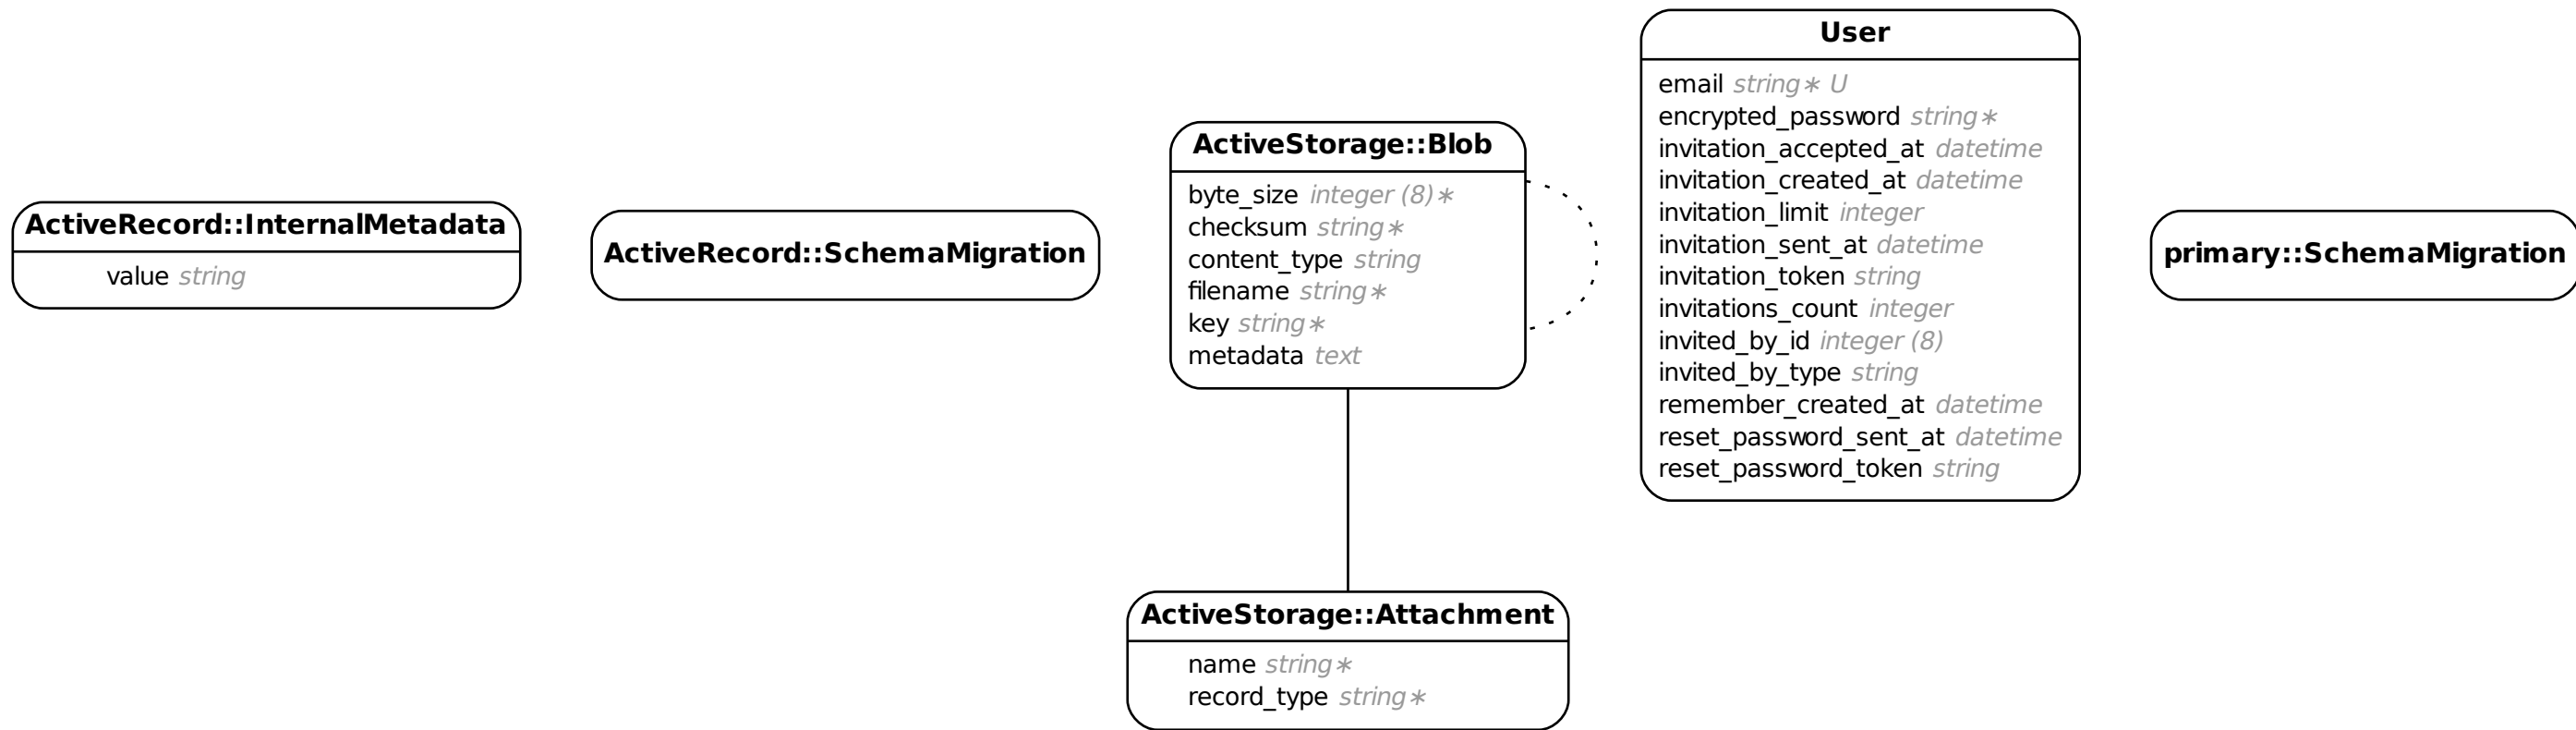 ActiveRecord::InternalMetadata
value string
ActiveRecord::SchemaMigration
ActiveStorage::Blob
byte_size integer (8)∗
checksum string∗
content_type string
filename string∗
key string∗
metadata text
ActiveStorage::Attachment
name string∗
record_type string∗
User
email string∗ U
encrypted_password string∗
invitation_accepted_at datetime
invitation_created_at datetime
invitation_limit integer
invitation_sent_at datetime
invitation_token string
invitations_count integer
invited_by_id integer (8)
invited_by_type string
remember_created_at datetime
reset_password_sent_at datetime
reset_password_token string
primary::SchemaMigration